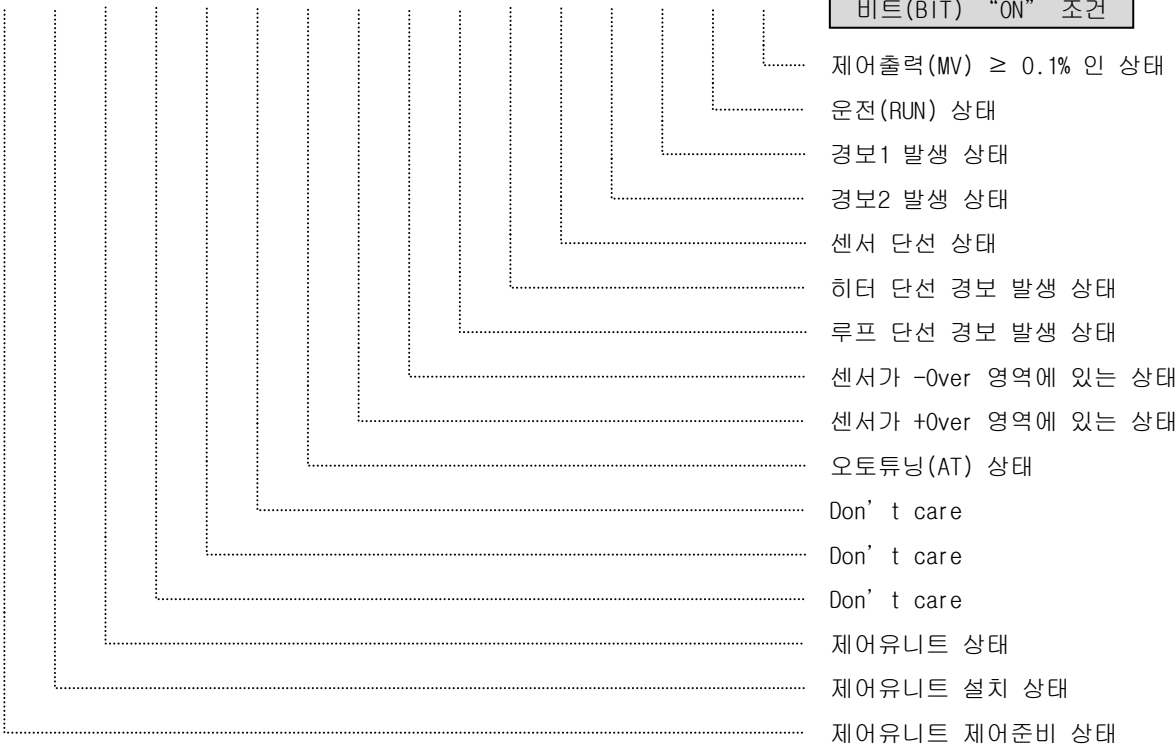 비트(BIT) “ON” 조건
제어출력(MV) ≥ 0.1% 인 상태
운전(RUN) 상태
경보1 발생 상태
경보2 발생 상태
센서 단선 상태
히터 단선 경보 발생 상태
루프 단선 경보 발생 상태
센서가 -Over 영역에 있는 상태
센서가 +Over 영역에 있는 상태
오토튜닝(AT) 상태
Don’t care
Don’t care
Don’t care
제어유니트 상태
제어유니트 설치 상태
제어유니트 제어준비 상태